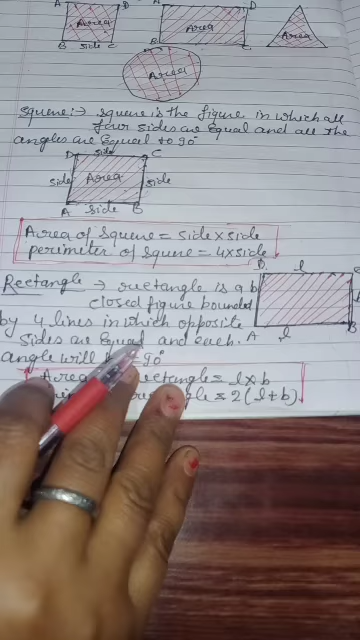 A D A D
Area Area Area
B side C B C
Area
Square:→ square is the figure in which all
four sides are Equal and all the
angles are Equal to 90°
D side C
side Area side
A side B
Area of square = side×side
perimeter of square = 4×side
Rectangle → rectangle is a
closed figure bounded
by 4 lines in which opposite
sides are Equal and each
angle will 90°
D l
l
A B
Area rectangle = l×b
= 2(l+b)